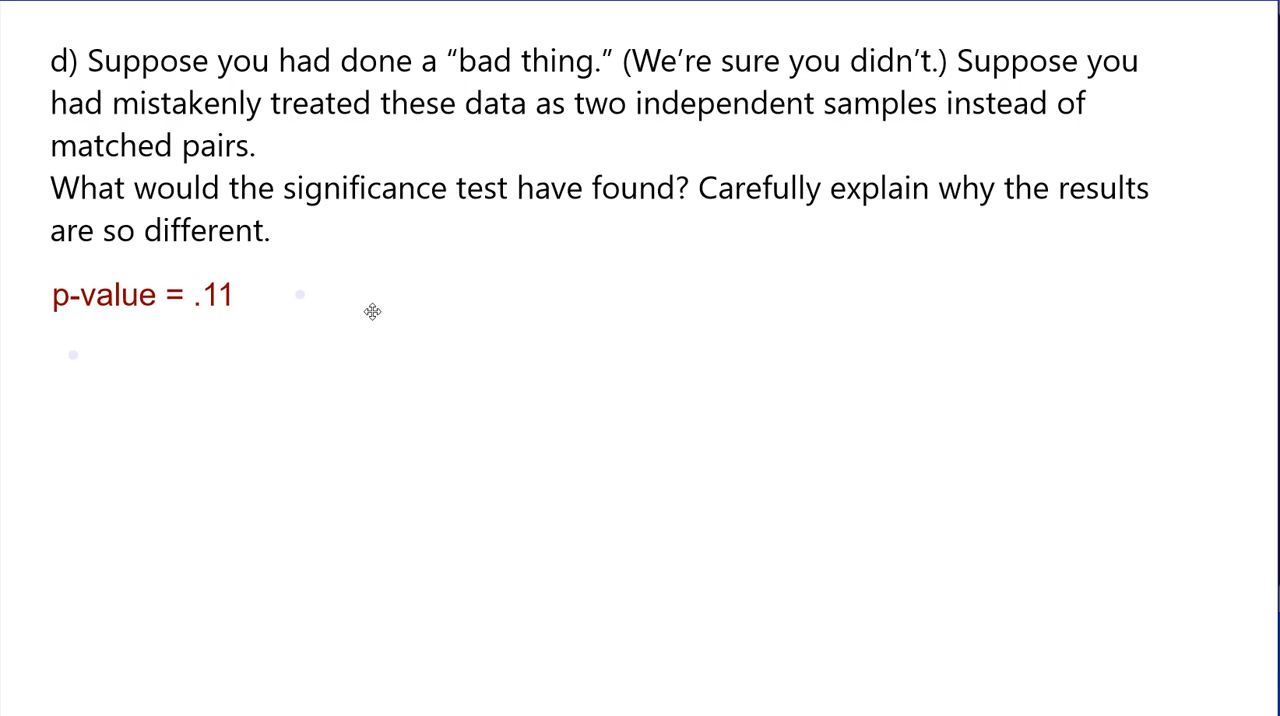 d) Suppose you had done a “bad thing.” (We’re sure you didn’t.) Suppose you
had mistakenly treated these data as two independent samples instead of
matched pairs.
What would the significance test have found? Carefully explain why the results
are so different.
p-value = .11